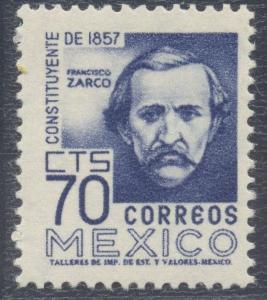 CONSTITUYENTE DE 1857
FRANCISCO
ZARCO
CTS
70 CORREOS
MEXICO
TALLERES DE IMP. DE EST. Y VALORES-MEXICO.